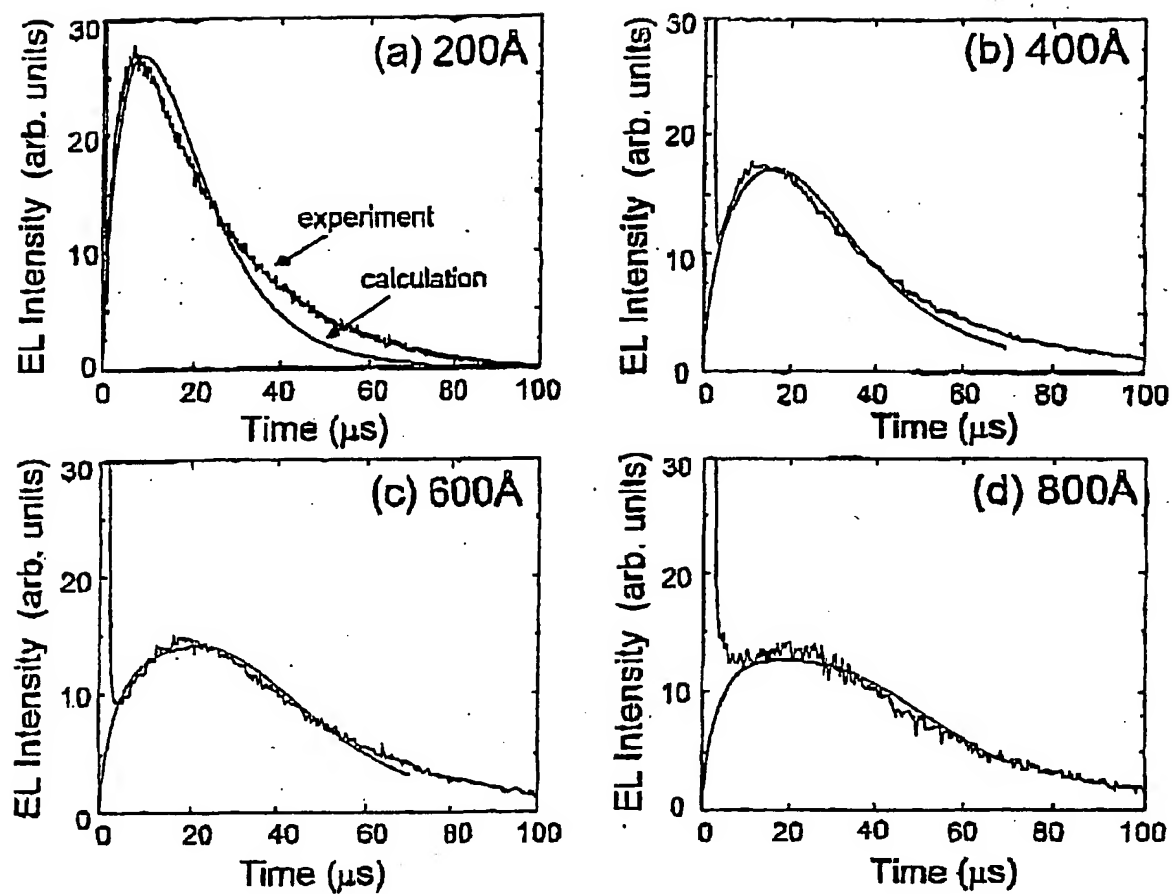 (a) 200Å
EL Intensity (arb. units)
30
20
10
0
experiment
calculation
0 20 40 60 80 100
Time (μs)
(b) 400Å
EL Intensity (arb. units)
30
20
10
0
0 20 40 60 80 100
Time (μs)
(c) 600Å
EL Intensity (arb. units)
30
20
10
0
0 20 40 60 80 100
Time (μs)
(d) 800Å
EL Intensity (arb. units)
30
20
10
0
0 20 40 60 80 100
Time (μs)